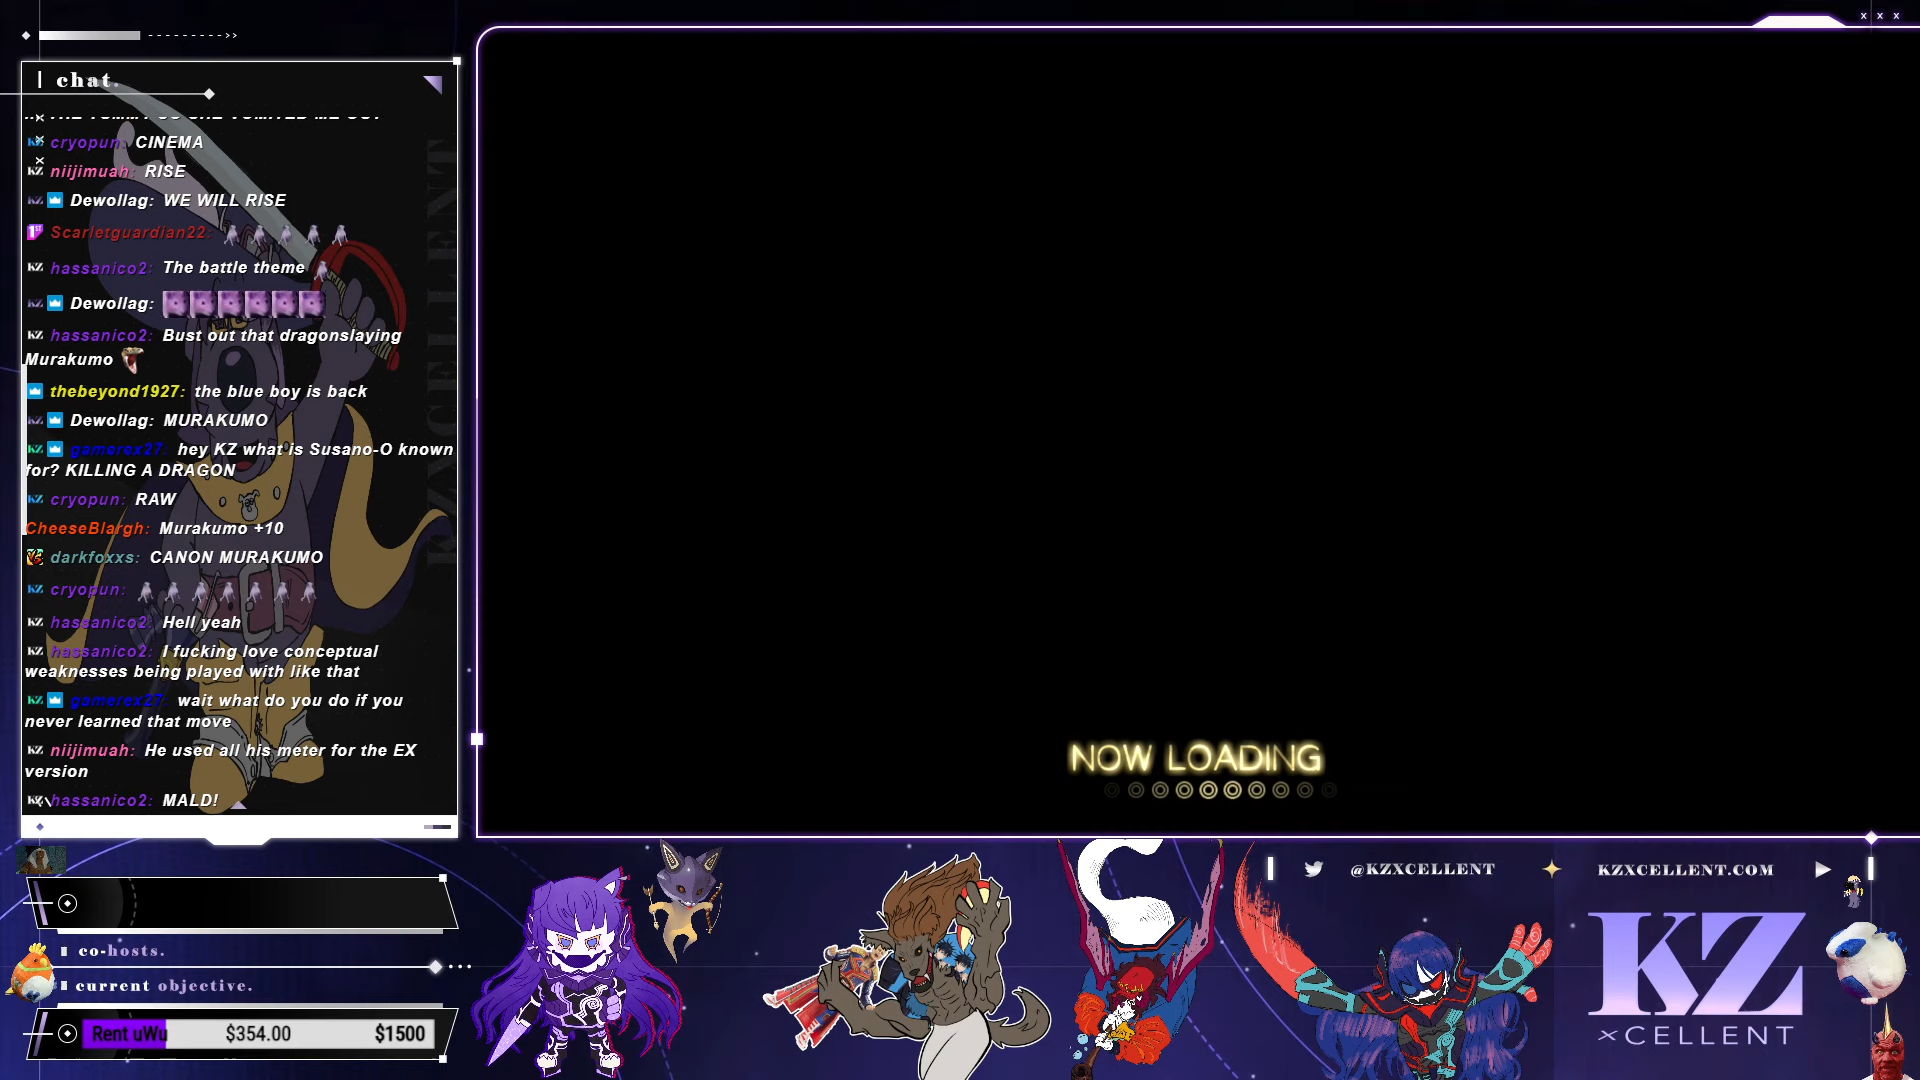 x x x
chat.
cryopun: CINEMA
niijimuah: RISE
Dewollag: WE WILL RISE
Scarletguardian22:
hassanico2: The battle theme
Dewollag:
hassanico2: Bust out that dragonslaying
Murakumo
thebeyond1927: the blue boy is back
Dewollag: MURAKUMO
gamerex27: hey KZ what is Susano-O known
for? KILLING A DRAGON
cryopun: RAW
CheeseBlargh: Murakumo +10
darkfoxxs: CANON MURAKUMO
cryopun:
hassanico2: Hell yeah
hassanico2: I fucking love conceptual
weaknesses being played with like that
gamerex27: wait what do you do if you
never learned that move
niijimuah: He used all his meter for the EX
version
hassanico2: MALD!
KZXCELLENT
NOW LOADING
co-hosts.
current objective.
Rent uWu $354.00 $1500
@KZXCELLENT
KZXCELLENT.COM
KZ
xCELLENT